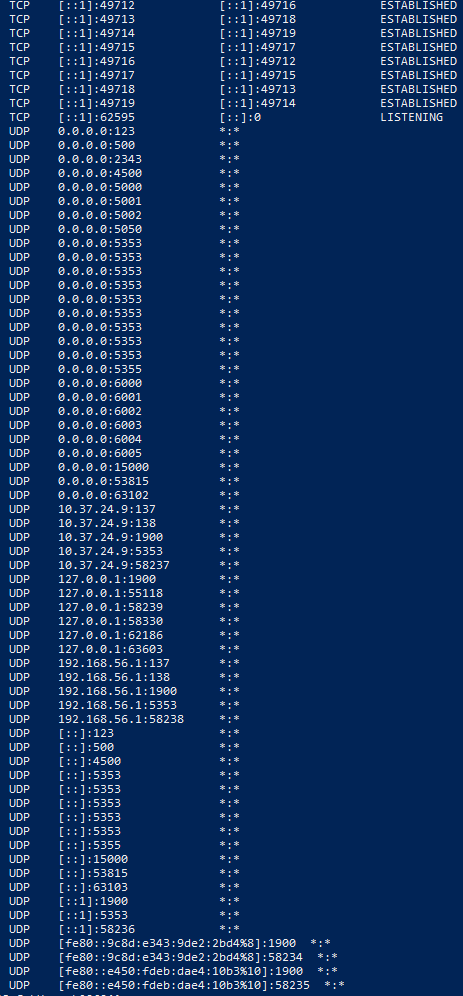 TCP [::1]:49712 [::1]:49716 ESTABLISHED
TCP [::1]:49713 [::1]:49718 ESTABLISHED
TCP [::1]:49714 [::1]:49719 ESTABLISHED
TCP [::1]:49715 [::1]:49717 ESTABLISHED
TCP [::1]:49716 [::1]:49712 ESTABLISHED
TCP [::1]:49717 [::1]:49715 ESTABLISHED
TCP [::1]:49718 [::1]:49713 ESTABLISHED
TCP [::1]:49719 [::1]:49714 ESTABLISHED
TCP [::1]:62595 [::]:0 LISTENING
UDP 0.0.0.0:123 *:*
UDP 0.0.0.0:500 *:*
UDP 0.0.0.0:2343 *:*
UDP 0.0.0.0:4500 *:*
UDP 0.0.0.0:5000 *:*
UDP 0.0.0.0:5001 *:*
UDP 0.0.0.0:5002 *:*
UDP 0.0.0.0:5050 *:*
UDP 0.0.0.0:5353 *:*
UDP 0.0.0.0:5353 *:*
UDP 0.0.0.0:5353 *:*
UDP 0.0.0.0:5353 *:*
UDP 0.0.0.0:5353 *:*
UDP 0.0.0.0:5353 *:*
UDP 0.0.0.0:5353 *:*
UDP 0.0.0.0:5353 *:*
UDP 0.0.0.0:5353 *:*
UDP 0.0.0.0:5355 *:*
UDP 0.0.0.0:6000 *:*
UDP 0.0.0.0:6001 *:*
UDP 0.0.0.0:6002 *:*
UDP 0.0.0.0:6003 *:*
UDP 0.0.0.0:6004 *:*
UDP 0.0.0.0:6005 *:*
UDP 0.0.0.0:15000 *:*
UDP 0.0.0.0:53815 *:*
UDP 0.0.0.0:63102 *:*
UDP 10.37.24.9:137 *:*
UDP 10.37.24.9:138 *:*
UDP 10.37.24.9:1900 *:*
UDP 10.37.24.9:5353 *:*
UDP 10.37.24.9:58237 *:*
UDP 127.0.0.1:1900 *:*
UDP 127.0.0.1:55118 *:*
UDP 127.0.0.1:58239 *:*
UDP 127.0.0.1:58330 *:*
UDP 127.0.0.1:62186 *:*
UDP 127.0.0.1:63603 *:*
UDP 192.168.56.1:137 *:*
UDP 192.168.56.1:138 *:*
UDP 192.168.56.1:1900 *:*
UDP 192.168.56.1:5353 *:*
UDP 192.168.56.1:58238 *:*
UDP [::]:123 *:*
UDP [::]:500 *:*
UDP [::]:4500 *:*
UDP [::]:5353 *:*
UDP [::]:5353 *:*
UDP [::]:5353 *:*
UDP [::]:5353 *:*
UDP [::]:5353 *:*
UDP [::]:5355 *:*
UDP [::]:15000 *:*
UDP [::]:53815 *:*
UDP [::]:63103 *:*
UDP [::1]:1900 *:*
UDP [::1]:5353 *:*
UDP [::1]:58236 *:*
UDP [fe80::9c8d:e343:9de2:2bd4%8]:1900 *:*
UDP [fe80::9c8d:e343:9de2:2bd4%8]:58234 *:*
UDP [fe80::e450:fdeb:dae4:10b3%10]:1900 *:*
UDP [fe80::e450:fdeb:dae4:10b3%10]:58235 *:*